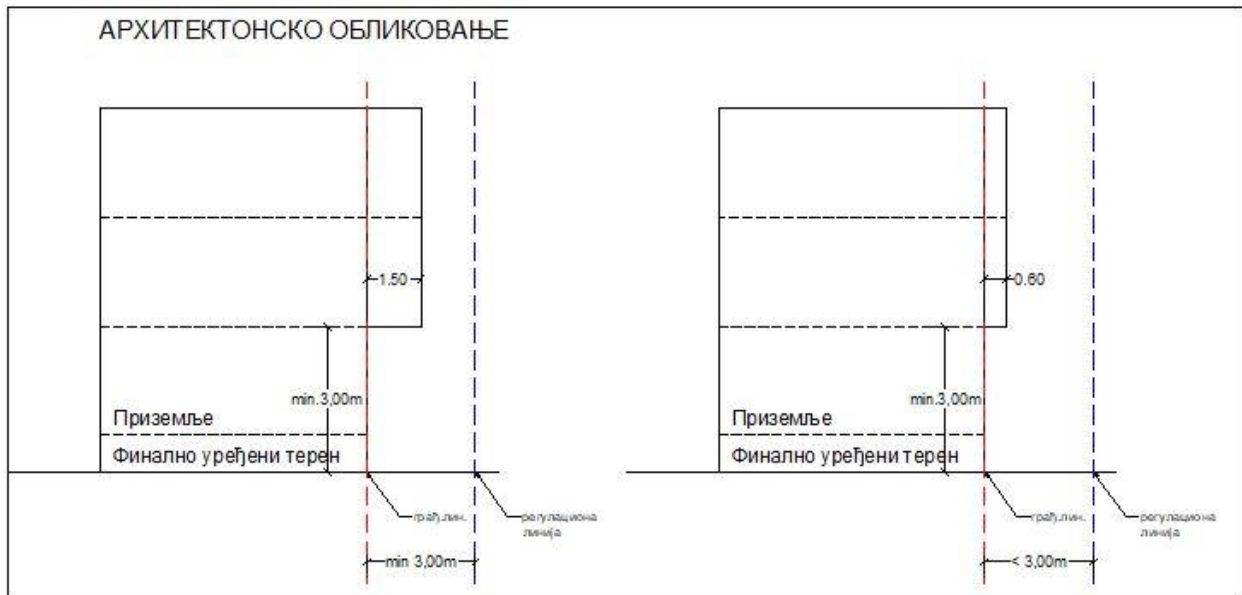 АРХИТЕКТОНСКО ОБЛИКОВАЊЕ
1.50
min.3,00m
Приземље
Финално уређени терен
грађ.лин.
регулациона
линија
min 3,00m
0.60
min.3,00m
Приземље
Финално уређени терен
грађ.лин.
регулациона
линија
< 3,00m